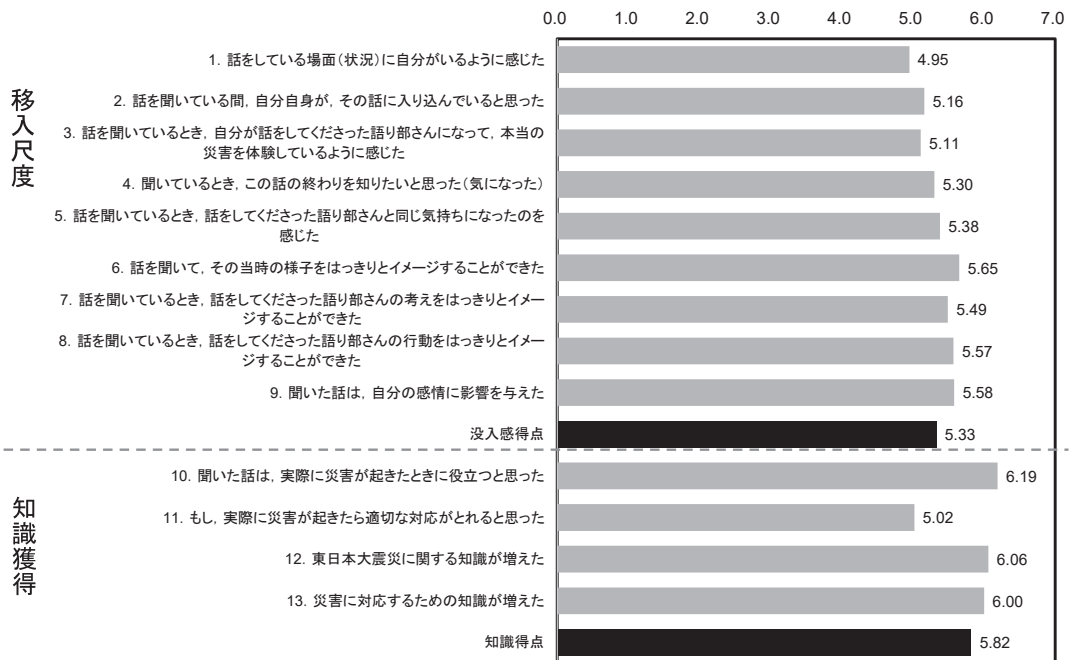 0.0 1.0 2.0 3.0 4.0 5.0 6.0 7.0
移入尺度
1. 話をしている場面(状況)に自分がいるように感じた 4.95
2. 話を聞いている間, 自分自身が, その話に入り込んでいると思った 5.16
3. 話を聞いているとき, 自分が話をしてくださった語り部さんになって, 本当の
災害を体験しているように感じた 5.11
4. 聞いているとき, この話の終わりを知りたいと思った(気になった) 5.30
5. 話を聞いているとき, 話をしてくださった語り部さんと同じ気持ちになったのを
感じた 5.38
6. 話を聞いて, その当時の様子をはっきりとイメージすることができた 5.65
7. 話を聞いているとき, 話をしてくださった語り部さんの考えをはっきりとイメー
ジすることができた 5.49
8. 話を聞いているとき, 話をしてくださった語り部さんの行動をはっきりとイメー
ジすることができた 5.57
9. 聞いた話は, 自分の感情に影響を与えた 5.58
没入感得点 5.33
知識獲得
10. 聞いた話は, 実際に災害が起きたときに役立つと思った 6.19
11. もし, 実際に災害が起きたら適切な対応がとれると思った 5.02
12. 東日本大震災に関する知識が増えた 6.06
13. 災害に対応するための知識が増えた 6.00
知識得点 5.82